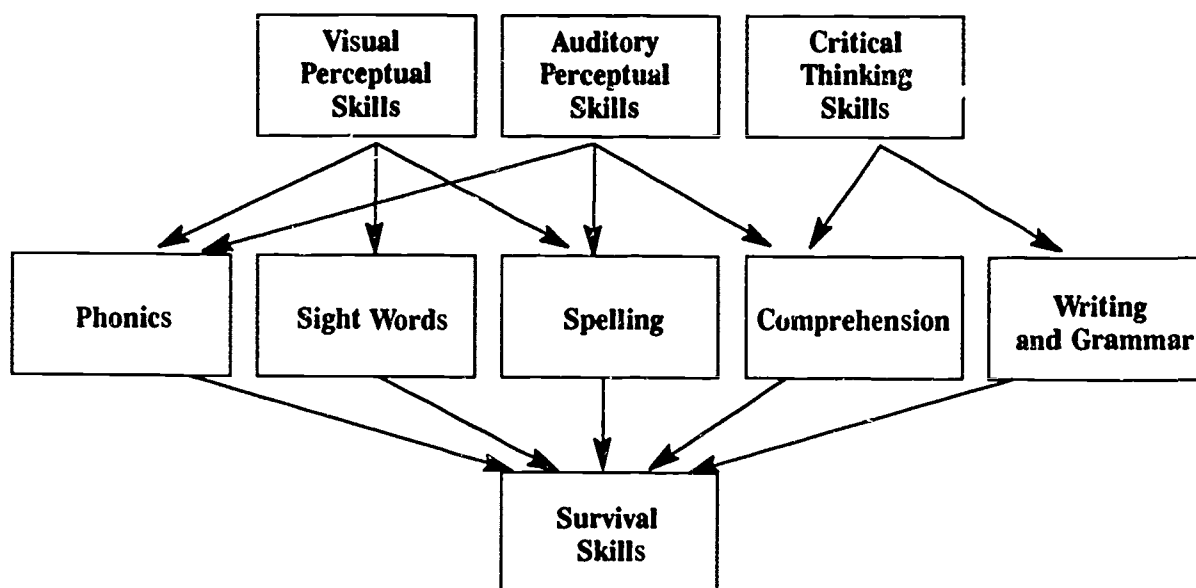 Visual
Perceptual
Skills
Auditory
Perceptual
Skills
Critical
Thinking
Skills
Phonics
Sight Words
Spelling
Comprehension
Writing
and Grammar
Survival
Skills